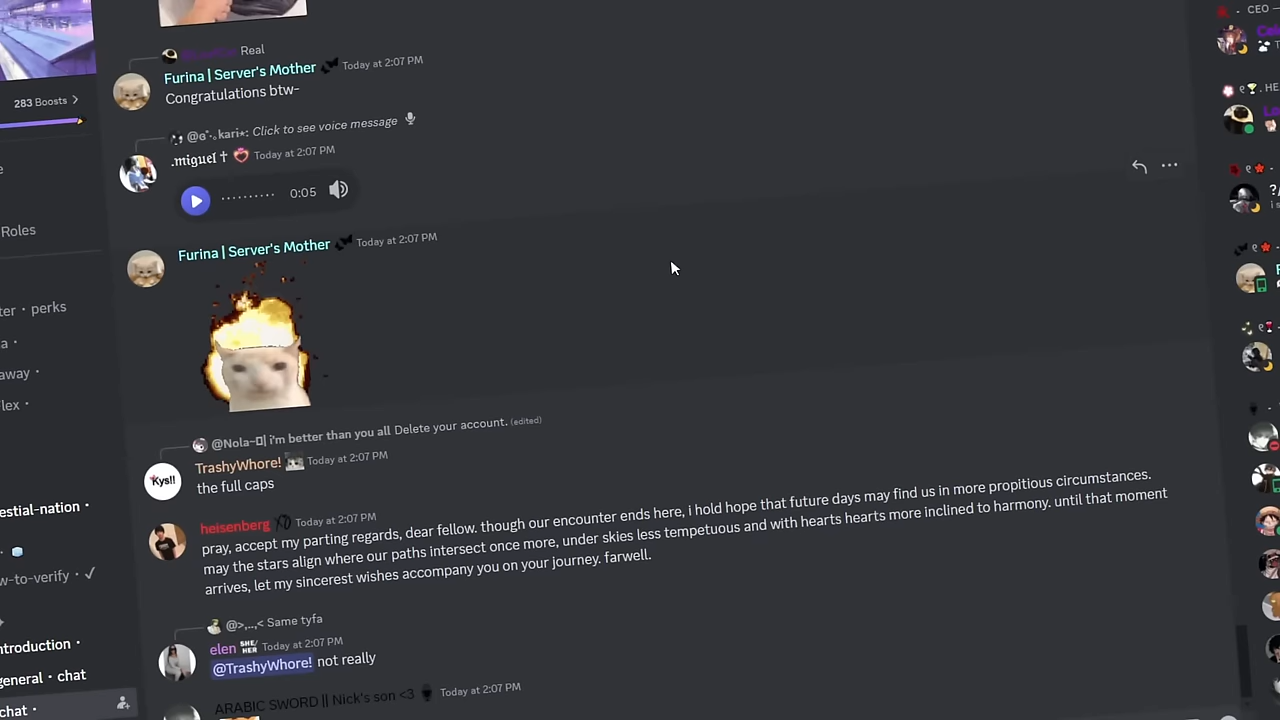 Real
Furina | Server's Mother Today at 2:07 PM
Congratulations btw-
Click to see voice message
.miguel † Today at 2:07 PM
0:05
Furina | Server's Mother Today at 2:07 PM
@Nola i'm better than you all Delete your account. (edited)
TrashyWhore! Today at 2:07 PM
the full caps
Kys!!
heisenberg Today at 2:07 PM
pray, accept my parting regards, dear fellow. though our encounter ends here, i hold hope that future days may find us in more propitious circumstances.
may the stars align where our paths intersect once more, under skies less tempetuous and with hearts hearts more inclined to harmony. until that moment
arrives, let my sincerest wishes accompany you on your journey. farwell.
@>,..,< Same tyfa
elen SHE/HER Today at 2:07 PM
@TrashyWhore! not really
ARABIC SWORD || Nick's son <3 Today at 2:07 PM
283 Boosts
Roles
perks
estial-nation
w-to-verify
ntroduction
general · chat
chat
CEO